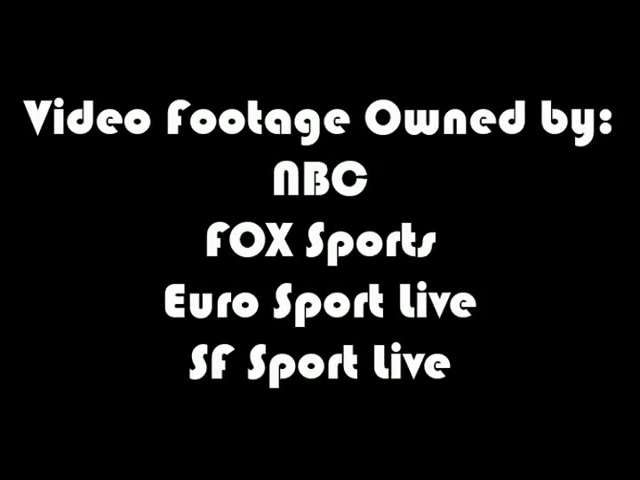 Video Footage Owned by:
NBC
FOX Sports
Euro Sport Live
SF Sport Live